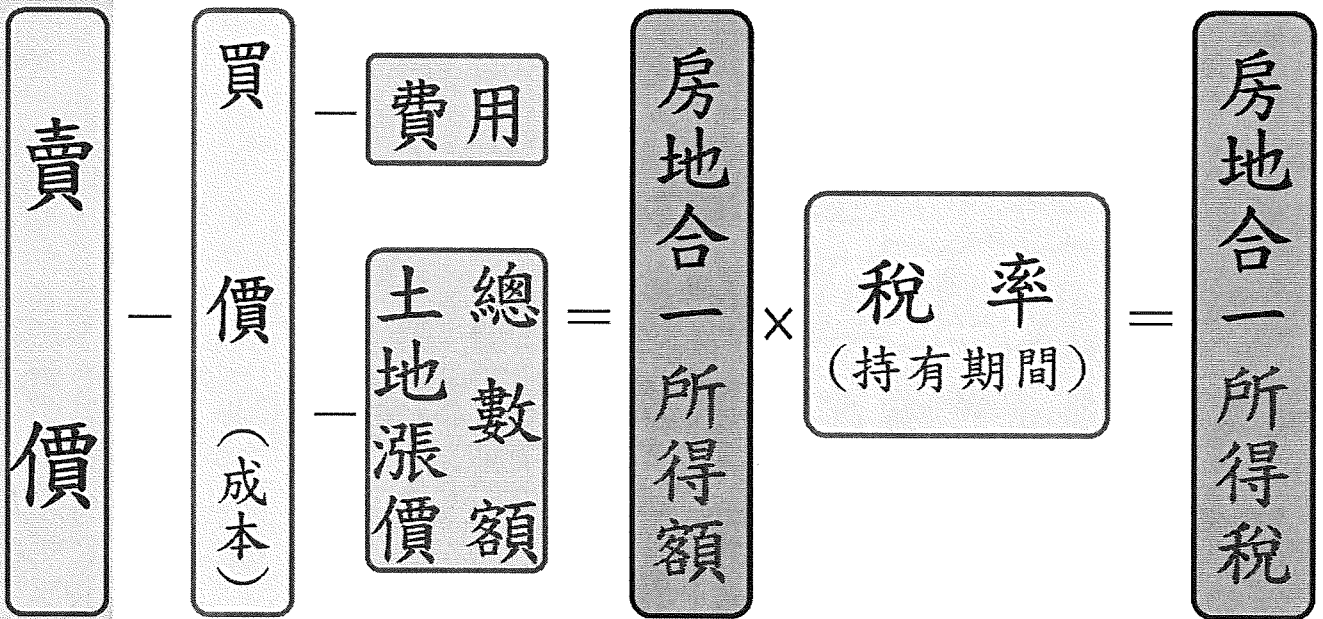 賣價
－
買價（成本）
－
費用
－
土地漲價
總數額
＝
房地合一所得額
×
稅率
（持有期間）
＝
房地合一所得稅